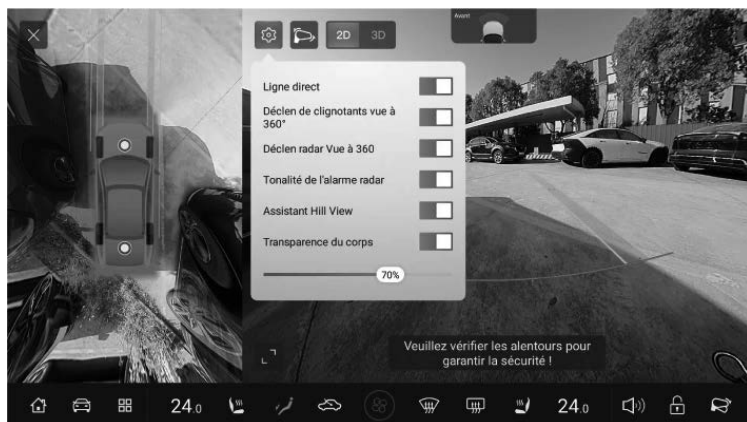 2D
3D
Avant
Ligne direct
Déclen de clignotants vue à
360°
Déclen radar Vue à 360
Tonalité de l'alarme radar
Assistant Hill View
Transparence du corps
70%
Veuillez vérifier les alentours pour
garantir la sécurité !
24.0
24.0